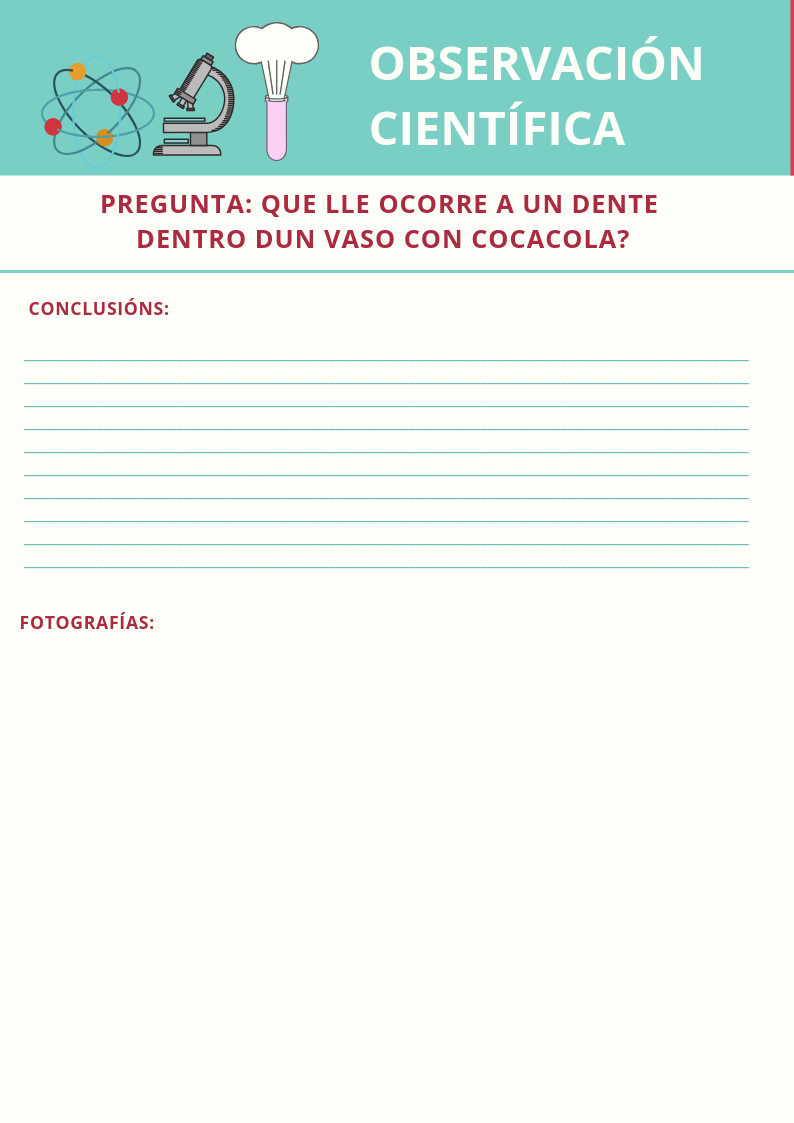 OBSERVACIÓN
CIENTÍFICA
PREGUNTA: QUE LLE OCORRE A UN DENTE
DENTRO DUN VASO CON COCACOLA?
CONCLUSIÓNS:
FOTOGRAFÍAS: